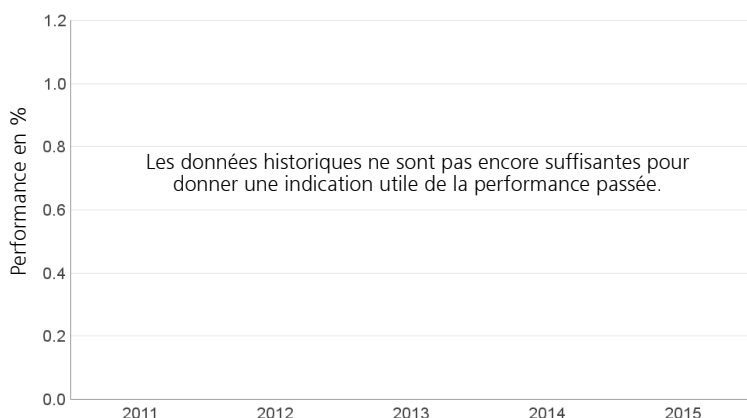 1.2
1.0
0.8
0.6
0.4
0.2
0.0
Performance en %
Les données historiques ne sont pas encore suffisantes pour
donner une indication utile de la performance passée.
2011 2012 2013 2014 2015